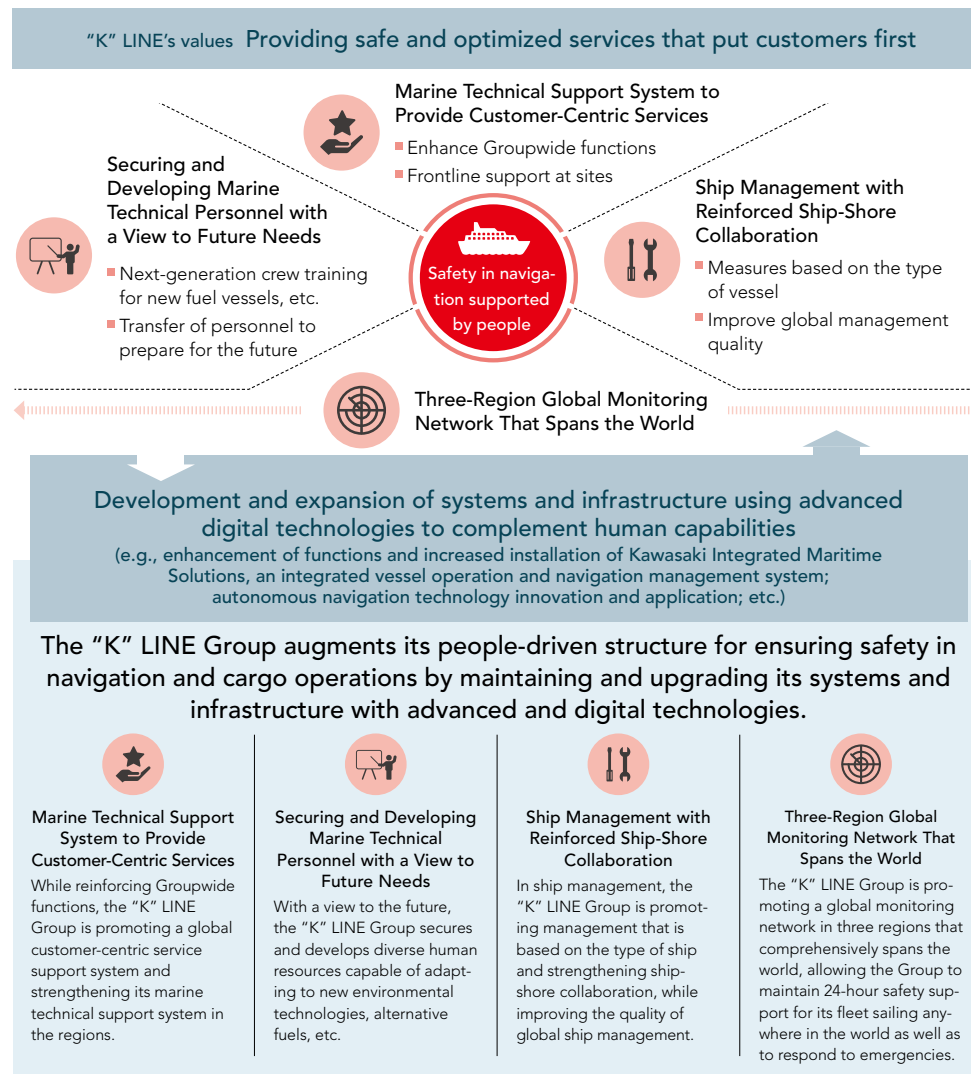 “K” LINE’s values Providing safe and optimized services that put customers first
Marine Technical Support System to
Provide Customer-Centric Services
Enhance Groupwide functions
Frontline support at sites
Securing and
Developing Marine
Technical Personnel with
a View to Future Needs
Next-generation crew training
for new fuel vessels, etc.
Transfer of personnel to
prepare for the future
Safety in naviga-
tion supported
by people
Ship Management with
Reinforced Ship-Shore
Collaboration
Measures based on the type
of vessel
Improve global management
quality
Three-Region Global Monitoring
Network That Spans the World
Development and expansion of systems and infrastructure using advanced
digital technologies to complement human capabilities
(e.g., enhancement of functions and increased installation of Kawasaki Integrated Maritime
Solutions, an integrated vessel operation and navigation management system;
autonomous navigation technology innovation and application; etc.)
The “K” LINE Group augments its people-driven structure for ensuring safety in
navigation and cargo operations by maintaining and upgrading its systems and
infrastructure with advanced and digital technologies.
Marine Technical Support
System to Provide
Customer-Centric Services
While reinforcing Groupwide
functions, the “K” LINE
Group is promoting a global
customer-centric service
support system and
strengthening its marine
technical support system in
the regions.
Securing and Developing
Marine Technical
Personnel with a View to
Future Needs
With a view to the future,
the “K” LINE Group secures
and develops diverse human
resources capable of adapt-
ing to new environmental
technologies, alternative
fuels, etc.
Ship Management with
Reinforced Ship-Shore
Collaboration
In ship management, the
“K” LINE Group is promot-
ing management that is
based on the type of ship
and strengthening ship-
shore collaboration, while
improving the quality of
global ship management.
Three-Region Global
Monitoring Network That
Spans the World
The “K” LINE Group is pro-
moting a global monitoring
network in three regions that
comprehensively spans the
world, allowing the Group to
maintain 24-hour safety sup-
port for its fleet sailing any-
where in the world as well as
to respond to emergencies.